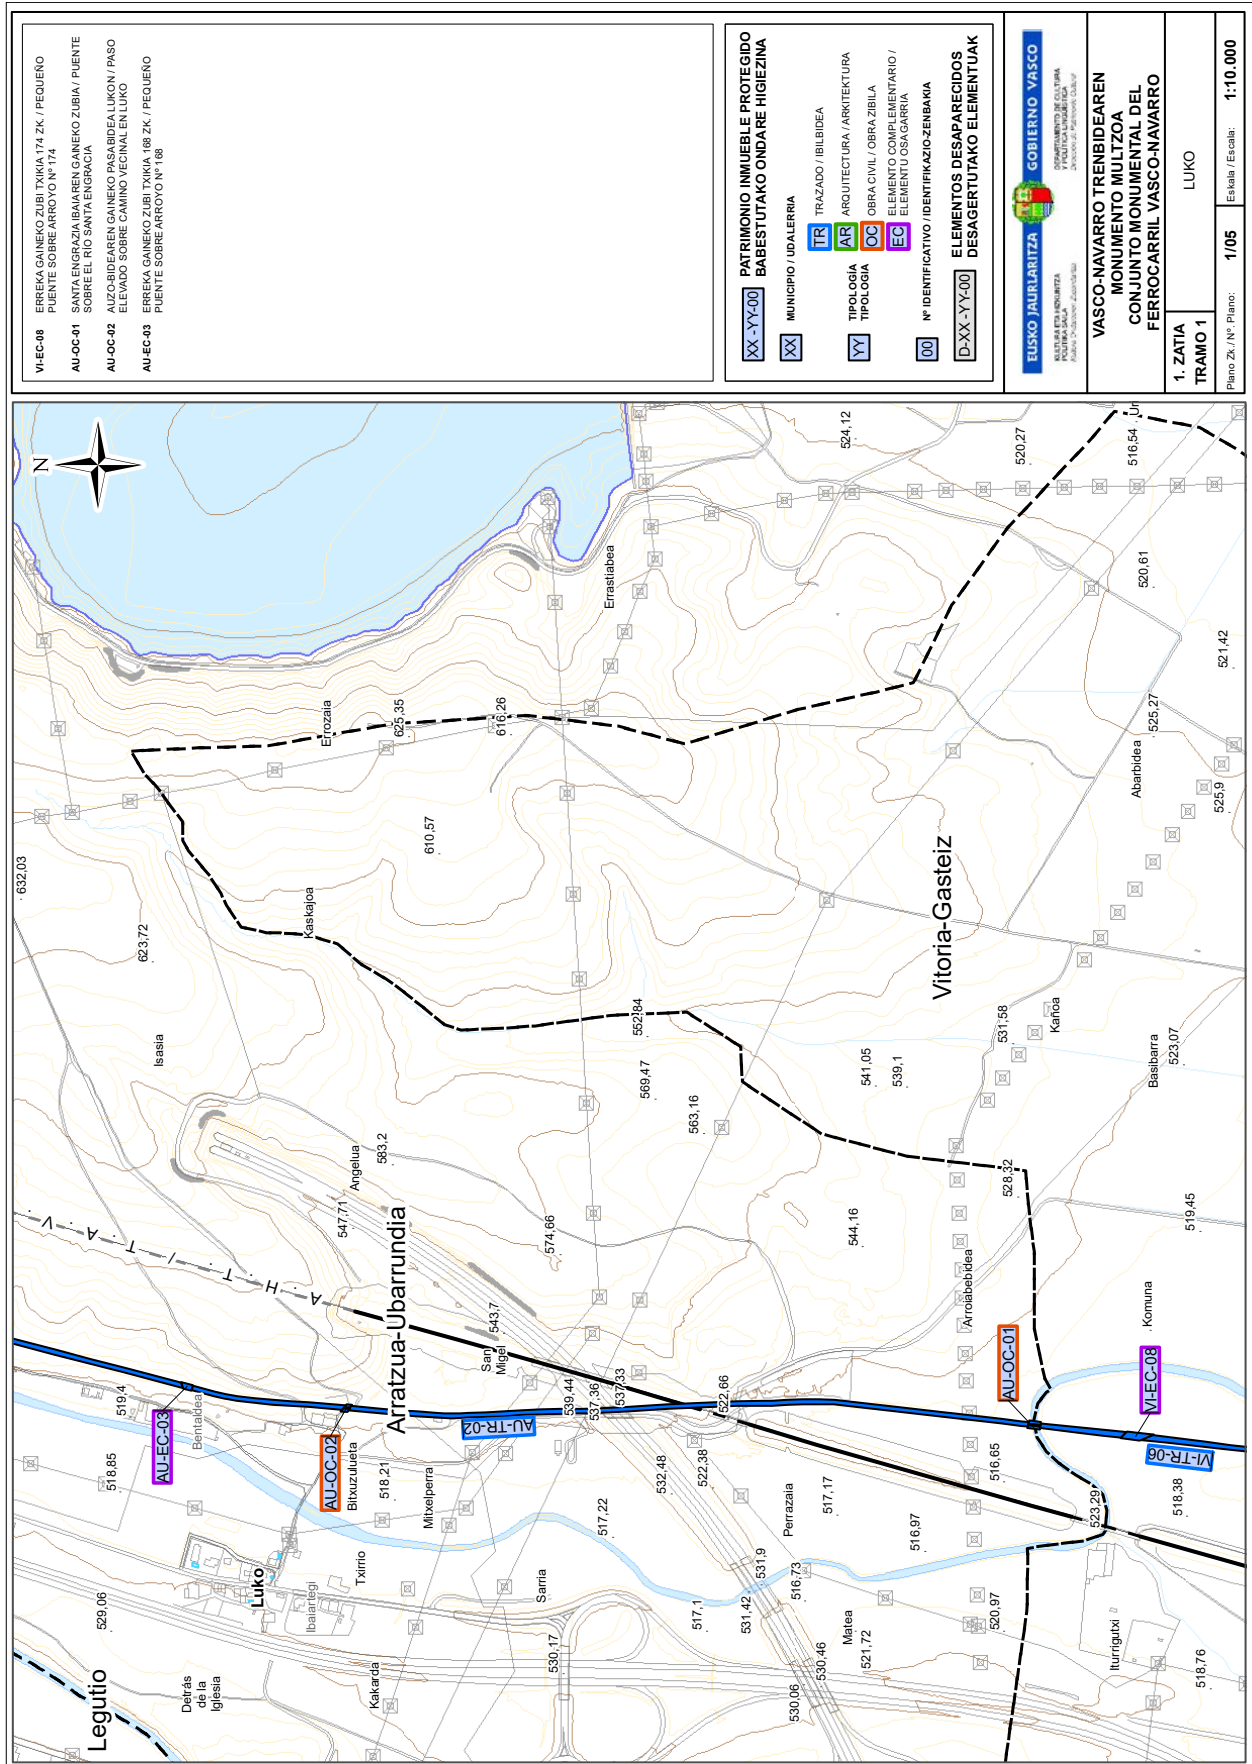 VI-EC-08 ERREKA GAINEKO ZUBI TXIKIA 174 ZK. / PEQUEÑO
PUENTE SOBRE ARROYO Nº 174
AU-OC-01 SANTA ENGRAZIA IBAIAREN GAINEKO ZUBIA / PUENTE
SOBRE EL RÍO SANTA ENGRACIA
AU-OC-02 AUZO-BIDEAREN GAINEKO PASABIDEA LUKON / PASO
ELEVADO SOBRE CAMINO VECINAL EN LUKO
AU-EC-03 ERREKA GAINEKO ZUBI TXIKIA 168 ZK. / PEQUEÑO
PUENTE SOBRE ARROYO Nº 168
XX -YY-00 PATRIMONIO INMUEBLE PROTEGIDO
BABESTUTAKO ONDARE HIGIEZINA
XX MUNICIPIO / UDALERRIA
YY TIPOLOGÍA
TIPOLOGIA
TR TRAZADO / IBILBIDEA
AR ARQUITECTURA / ARKITEKTURA
OC OBRA CIVIL / OBRA ZIBILA
EC ELEMENTO COMPLEMENTARIO /
ELEMENTU OSAGARRIA
00 Nº IDENTIFICATIVO / IDENTIFIKAZIO-ZENBAKIA
D-XX -YY-00 ELEMENTOS DESAPARECIDOS
DESAGERTUTAKO ELEMENTUAK
EUSKO JAURLARITZA GOBIERNO VASCO
KULTURA ETA HIZKUNTZA
POLITIKA SAILA
DEPARTAMENTO DE CULTURA
Y POLÍTICA LINGÜÍSTICA
VASCO-NAVARRO TRENBIDEAREN
MONUMENTO MULTZOA
CONJUNTO MONUMENTAL DEL
FERROCARRIL VASCO-NAVARRO
1. ZATIA
TRAMO 1
LUKO
Plano Zk./ Nº. Plano: 1/05
Eskala / Escala: 1:10.000
N
632,03
623,72
Isasia
Errozaia
625,35
616,26
Errastiabea
524,12
520,27
516,54
Ur
520,61
521,42
525,27
Abarbidea
525,9
610,57
Kaskajoa
Vitoria-Gasteiz
552,84
569,47
563,16
541,05
539,1
531,58
Kañoa
Basibarra
523,07
528,32
519,45
583,2
Angelua
547,71
A . H . T . / I . T . A . V .
Arratzua-Ubarrundia
574,66
543,7
San
Migel
544,16
Arroiabebidea
Komuna
539,44
537,36
537,33
522,66
AU-TR-02
AU-OC-01
VI-EC-08
VI-TR-06
519,4
Bentaldea
AU-EC-03
518,85
AU-OC-02
Bitxuzulueta
518,21
Mitxelperra
532,48
522,38
517,22
Perrazaia
517,17
516,97
516,65
523,29
518,38
529,06
Luko
Ibaiartegi
Txirrio
Sarria
517,1
531,42
531,9
516,73
Matea
521,72
520,97
Iturrigutxi
518,76
Legutio
Detrás
de la
Iglesia
Kakarda
530,17
530,06
530,46